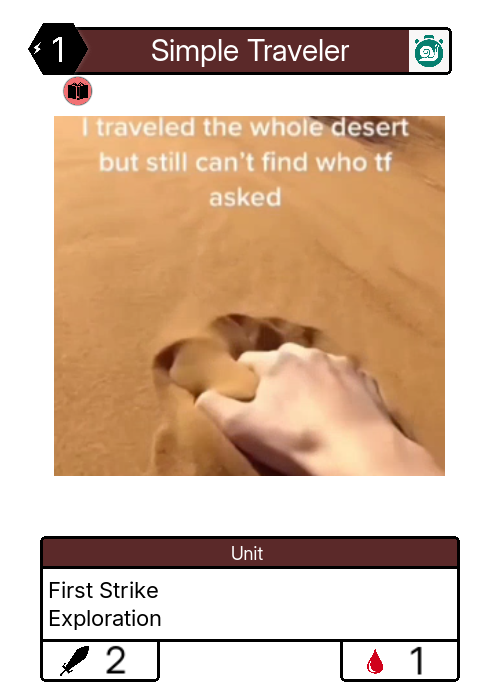 1
Simple Traveler
I traveled the whole desert
but still can't find who tf
asked
Unit
First Strike
Exploration
2
1